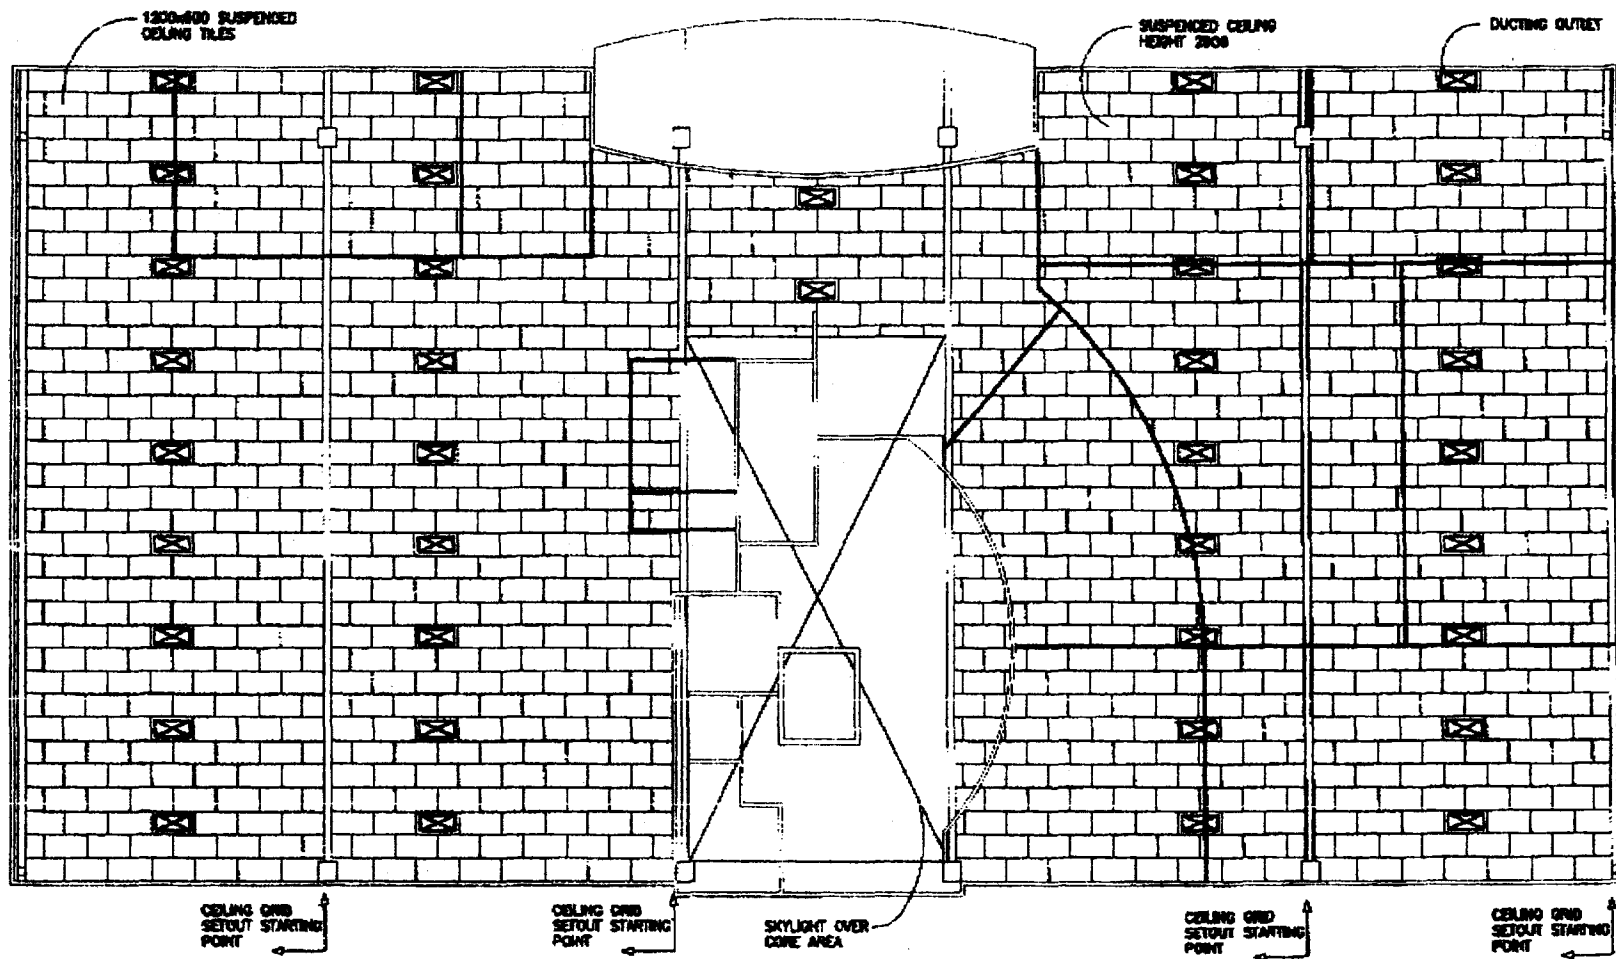 1200x600 SUSPENDED
CEILING TILES
SUSPENDED CEILING
HEIGHT
DUCTING OUTLET
CEILING GRID
SETOUT STARTING
POINT
CEILING GRID
SETOUT STARTING
POINT
SKYLIGHT OVER
CORE AREA
CEILING GRID
SETOUT STARTING
POINT
CEILING GRID
SETOUT STARTING
POINT